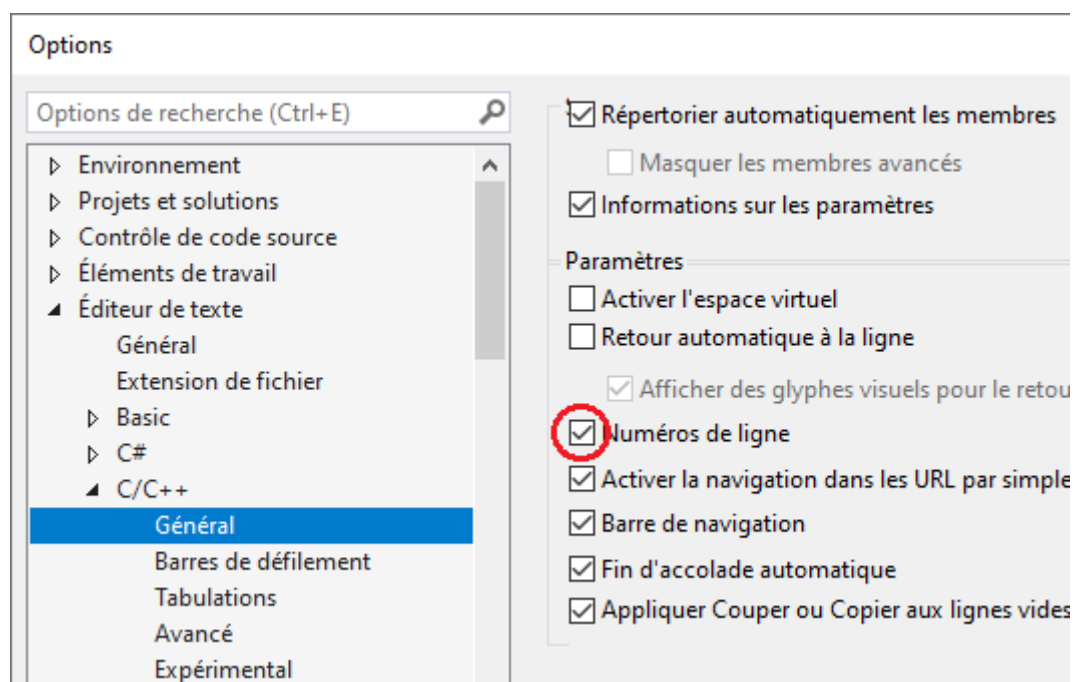 Options
Options de recherche (Ctrl+E)
Environnement
Projets et solutions
Contrôle de code source
Éléments de travail
Éditeur de texte
Général
Extension de fichier
Basic
C#
C/C++
Général
Barres de défilement
Tabulations
Avancé
Expérimental
Répertorier automatiquement les membres
Masquer les membres avancés
Informations sur les paramètres
Paramètres
Activer l'espace virtuel
Retour automatique à la ligne
Afficher des glyphes visuels pour le retou
Numéros de ligne
Activer la navigation dans les URL par simple
Barre de navigation
Fin d'accolade automatique
Appliquer Couper ou Copier aux lignes vides